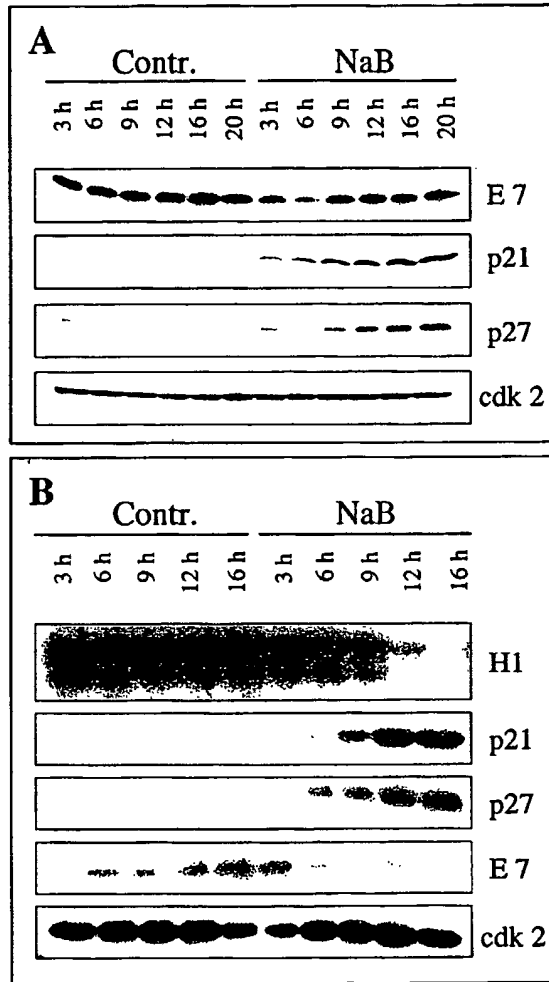 A
Contr. NaB
3 h 6 h 9 h 12 h 16 h 20 h 3 h 6 h 9 h 12 h 16 h 20 h
E 7
p21
p27
cdk 2
B
Contr. NaB
3 h 6 h 9 h 12 h 16 h 3 h 6 h 9 h 12 h 16 h
H1
p21
p27
E 7
cdk 2